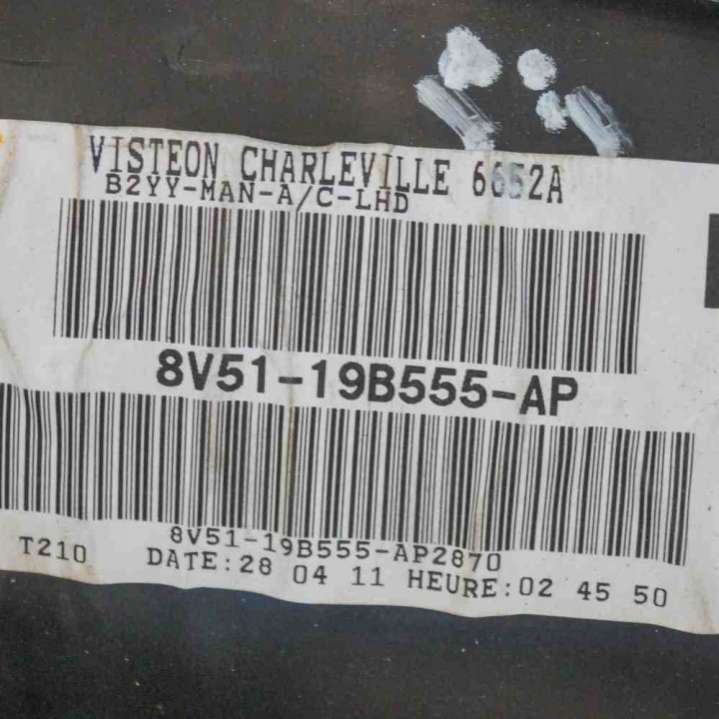 VISTEON CHARLEVILLE 6652A
B2YY-MAN-A/C-LHD
8V51-19B555-AP
8V51-19B555-AP2870
T210 DATE:28 04 11 HEURE:02 45 50